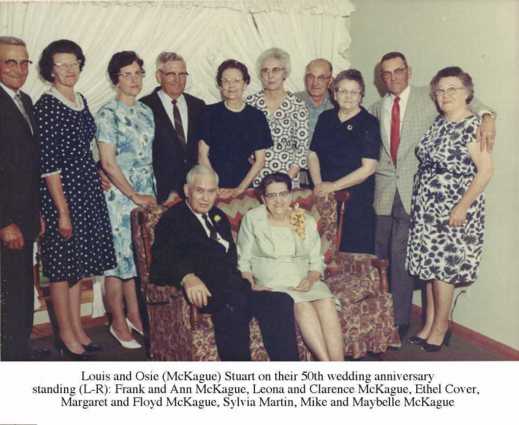 Louis and Osie (McKague) Stuart on their 50th wedding anniversary
standing (L-R): Frank and Ann McKague, Leona and Clarence McKague, Ethel Cover,
Margaret and Floyd McKague, Sylvia Martin, Mike and Maybelle McKague